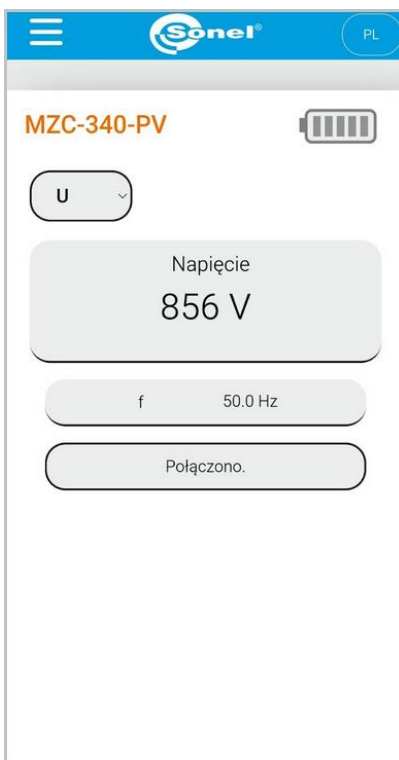 Sonel®
PL
MZC-340-PV
U
Napięcie
856 V
f 50.0 Hz
Połączono.